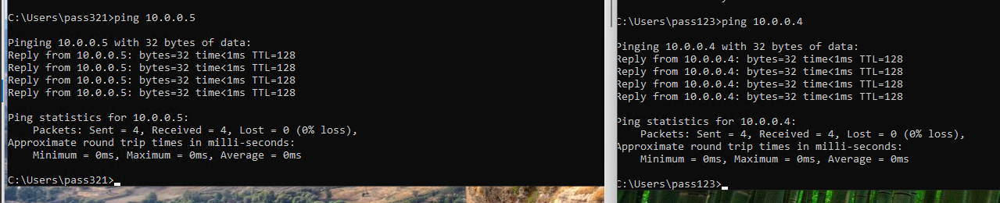 C:\Users\pass321>ping 10.0.0.5
Pinging 10.0.0.5 with 32 bytes of data:
Reply from 10.0.0.5: bytes=32 time<1ms TTL=128
Reply from 10.0.0.5: bytes=32 time<1ms TTL=128
Reply from 10.0.0.5: bytes=32 time<1ms TTL=128
Reply from 10.0.0.5: bytes=32 time<1ms TTL=128
Ping statistics for 10.0.0.5:
Packets: Sent = 4, Received = 4, Lost = 0 (0% loss),
Approximate round trip times in milli-seconds:
Minimum = 0ms, Maximum = 0ms, Average = 0ms
C:\Users\pass321>
C:\Users\pass123>ping 10.0.0.4
Pinging 10.0.0.4 with 32 bytes of data:
Reply from 10.0.0.4: bytes=32 time<1ms TTL=128
Reply from 10.0.0.4: bytes=32 time<1ms TTL=128
Reply from 10.0.0.4: bytes=32 time<1ms TTL=128
Reply from 10.0.0.4: bytes=32 time<1ms TTL=128
Ping statistics for 10.0.0.4:
Packets: Sent = 4, Received = 4, Lost = 0 (0% loss),
Approximate round trip times in milli-seconds:
Minimum = 0ms, Maximum = 0ms, Average = 0ms
C:\Users\pass123>